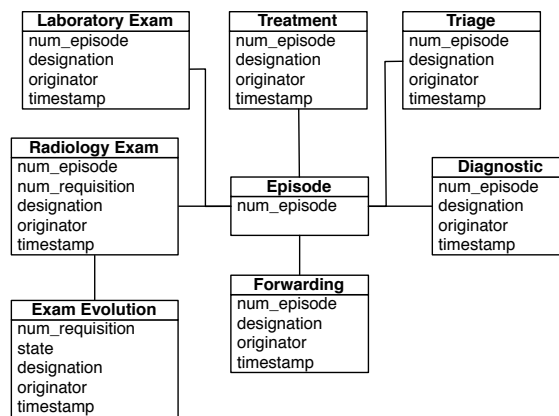 Laboratory Exam
num_episode
designation
originator
timestamp
Treatment
num_episode
designation
originator
timestamp
Triage
num_episode
designation
originator
timestamp
Radiology Exam
num_episode
num_requisition
designation
originator
timestamp
Episode
num_episode
Diagnostic
num_episode
designation
originator
timestamp
Exam Evolution
num_requisition
state
designation
originator
timestamp
Forwarding
num_episode
designation
originator
timestamp